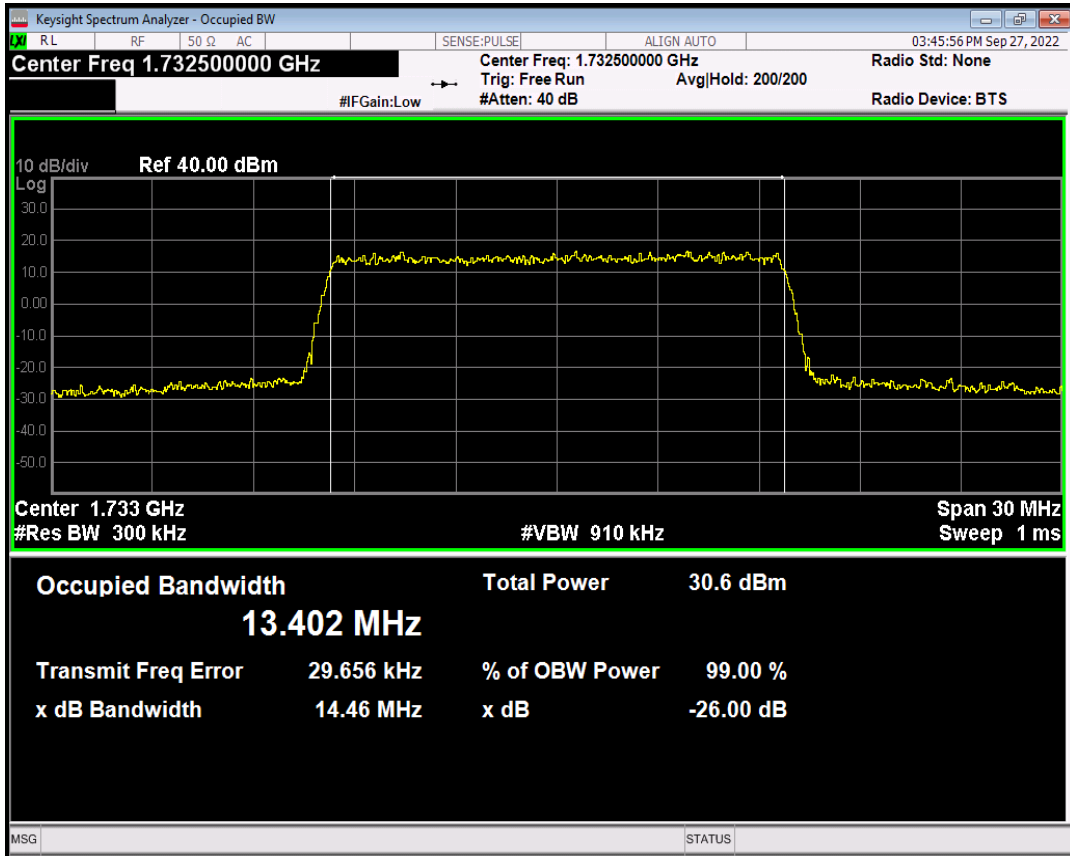 Keysight Spectrum Analyzer - Occupied BW
LXI RL RF 50 Ω AC SENSE:PULSE ALIGN AUTO 03:45:56 PM Sep 27, 2022
Center Freq 1.732500000 GHz Center Freq: 1.732500000 GHz Radio Std: None
Trig: Free Run Avg|Hold: 200/200
#IFGain:Low #Atten: 40 dB Radio Device: BTS
10 dB/div Ref 40.00 dBm
Log
30.0
20.0
10.0
0.00
-10.0
-20.0
-30.0
-40.0
-50.0
Center 1.733 GHz Span 30 MHz
#Res BW 300 kHz #VBW 910 kHz Sweep 1 ms
Occupied Bandwidth Total Power 30.6 dBm
13.402 MHz
Transmit Freq Error 29.656 kHz % of OBW Power 99.00 %
x dB Bandwidth 14.46 MHz x dB -26.00 dB
MSG STATUS